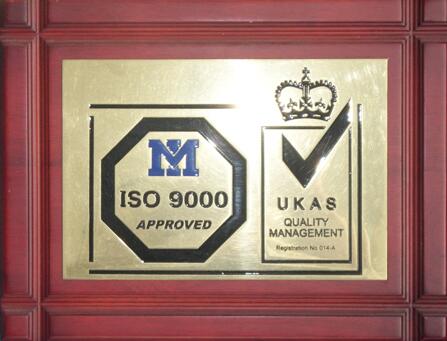 M
ISO 9000
APPROVED
UKAS
QUALITY
MANAGEMENT
Registration No 014-A